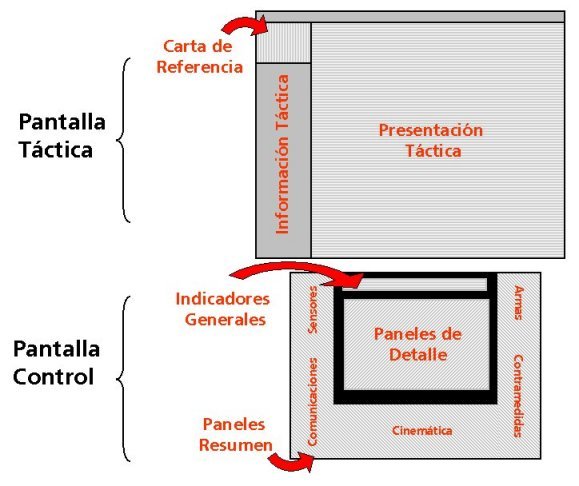 Carta de
Referencia
Pantalla
Táctica
Información Táctica
Presentación
Táctica
Indicadores
Generales
Sensores
Armas
Paneles de
Detalle
Pantalla
Control
Comunicaciones
Contramedidas
Paneles
Resumen
Cinemática